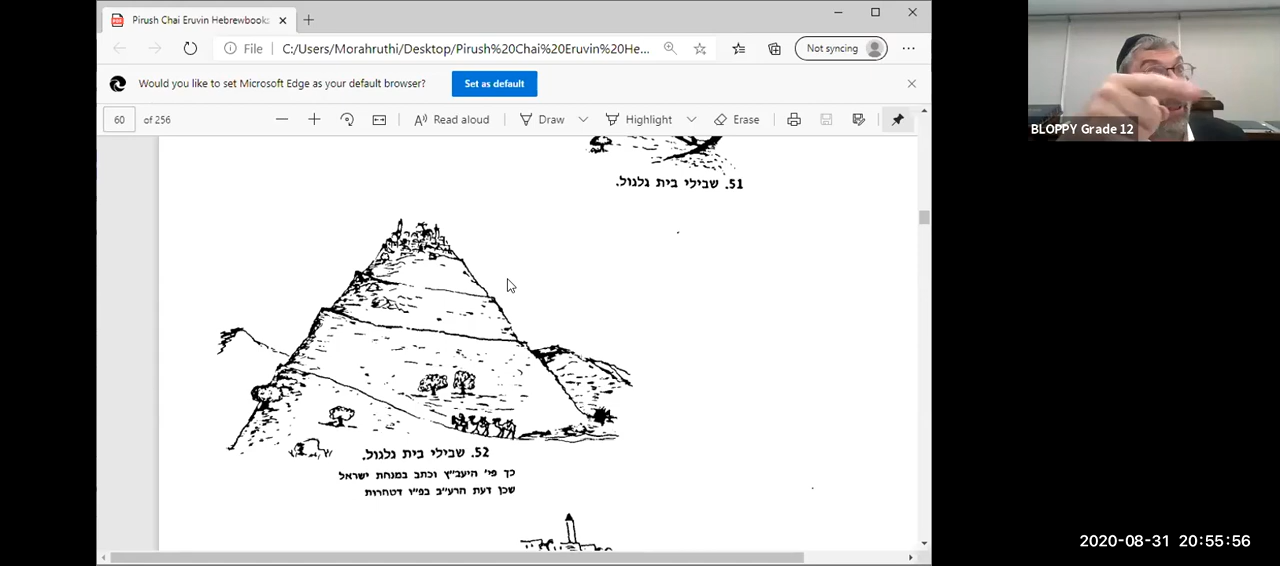 Pirush Chai Eruvin Hebrewbooks
File
C:/Users/Morahruthi/Desktop/Pirush%20Chai%20Eruvin%20He...
Not syncing
Would you like to set Microsoft Edge as your default browser?
Set as default
60 of 256
Read aloud
Draw
Highlight
Erase
51. שבילי בית גלגול.
52. שבילי בית גלגול.
כך פי' היעב"ץ וכתב במנחת ישראל
שכן דעת הרע"ב בפ"ו דטהרות
BLOPPY Grade 12
2020-08-31 20:55:56